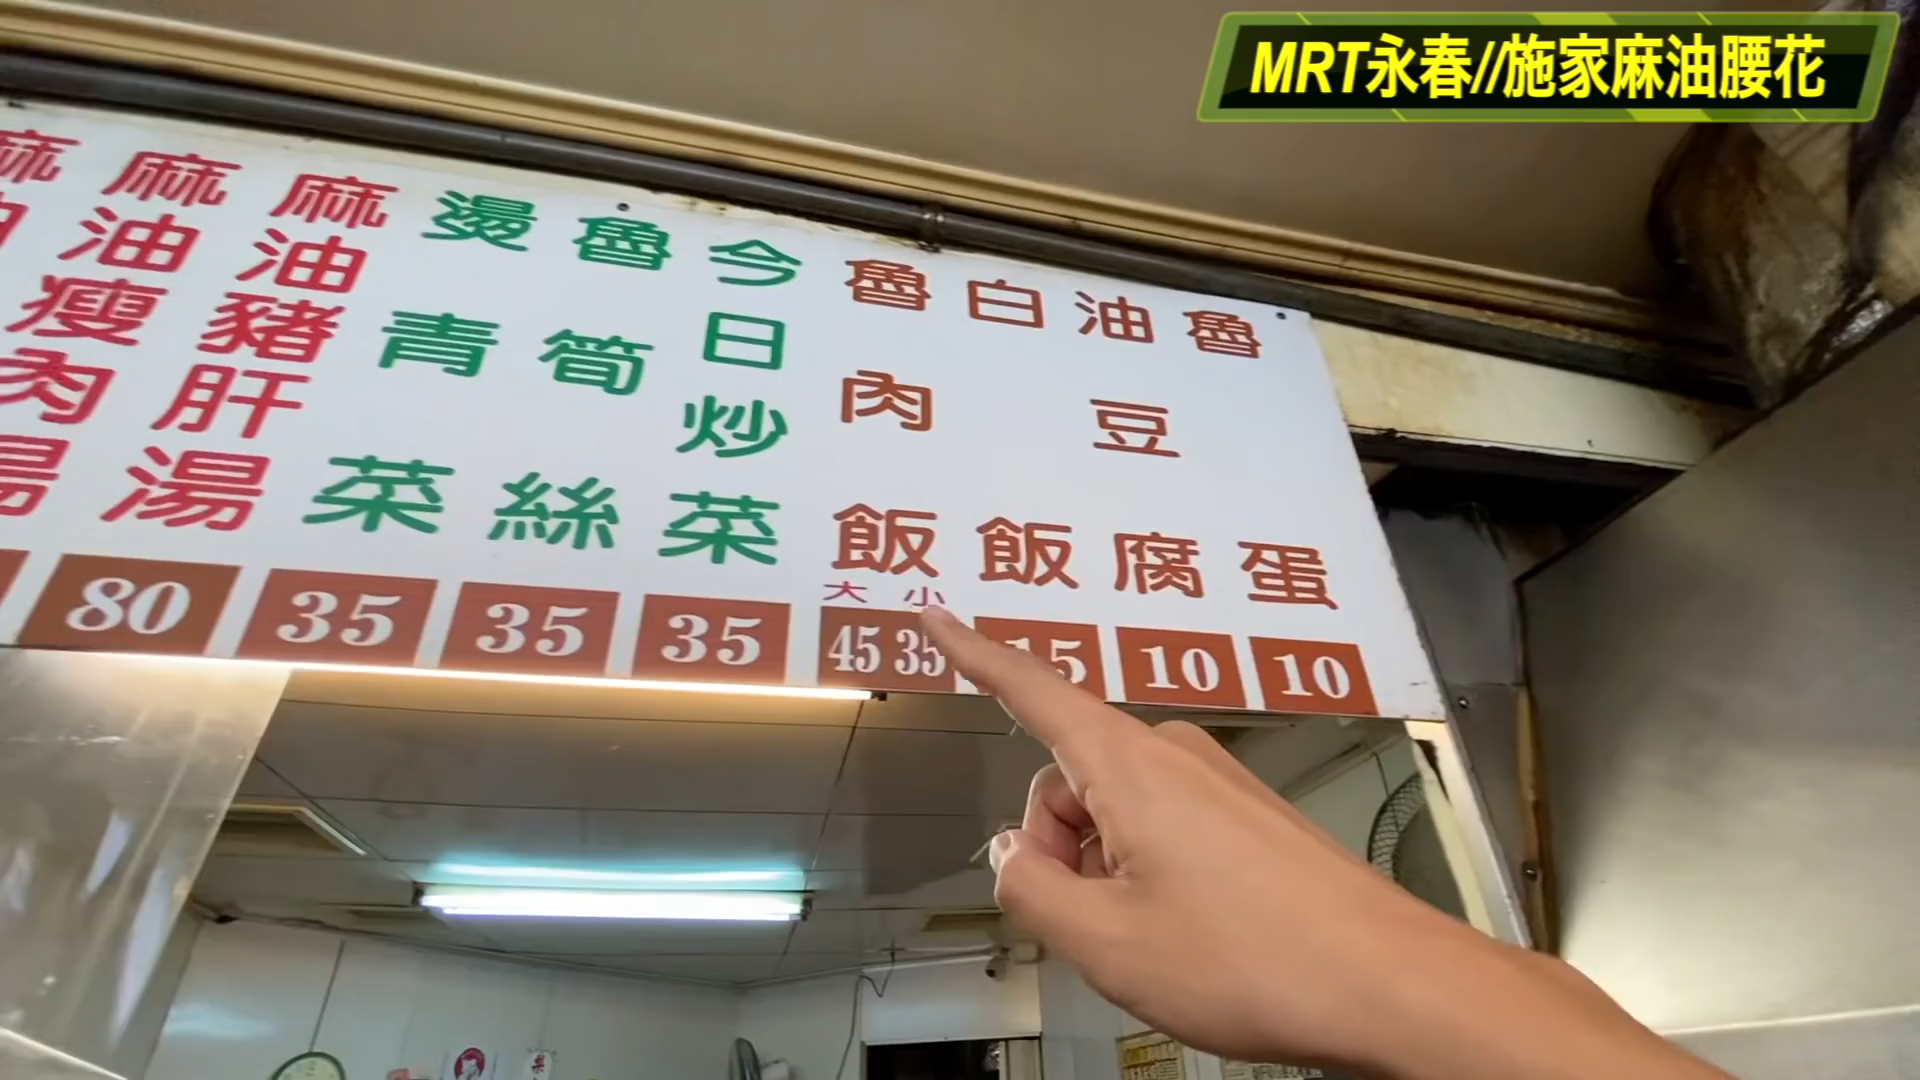 MRT永春//施家麻油腰花
麻油瘦肉湯
麻油豬肝湯
80
燙青菜
35
魯筍絲
35
今日炒菜
35
魯肉飯
大 小
45 35
白飯
15
油豆腐
10
魯蛋
10